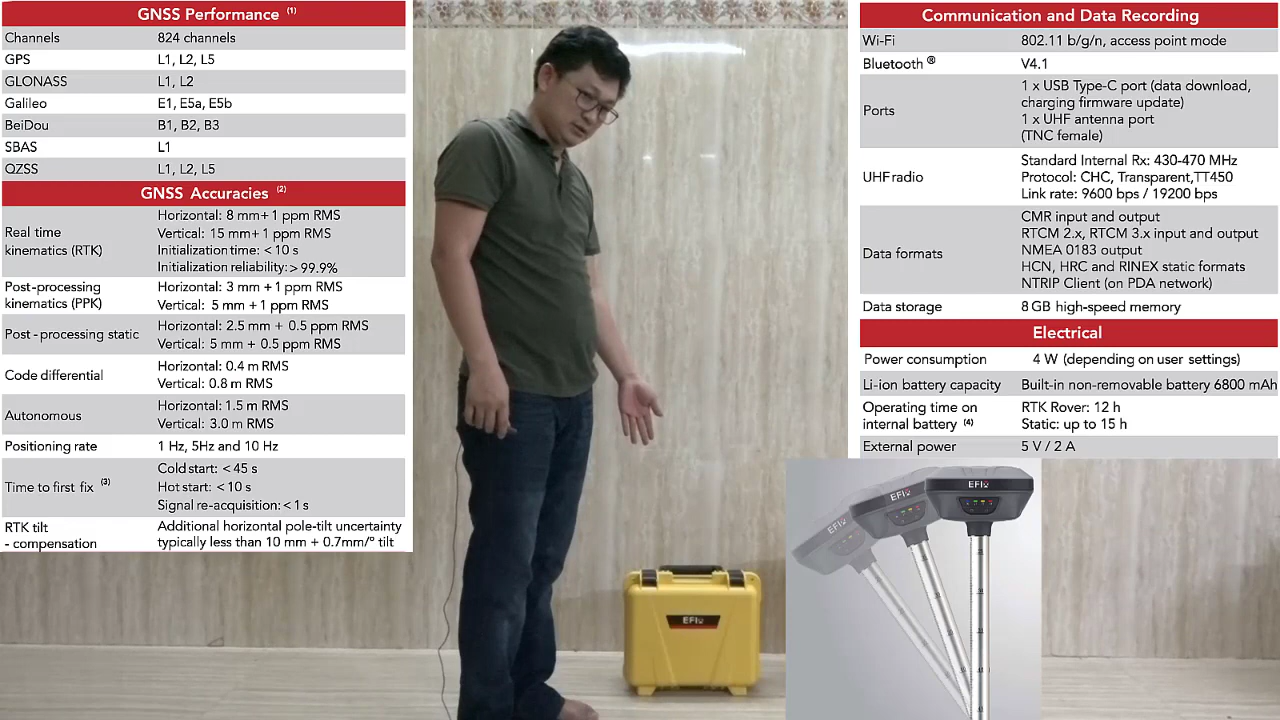 GNSS Performance (1)
Channels 824 channels
GPS L1, L2, L5
GLONASS L1, L2
Galileo E1, E5a, E5b
BeiDou B1, B2, B3
SBAS L1
QZSS L1, L2, L5
GNSS Accuracies (2)
Real time
kinematics (RTK)
Horizontal: 8 mm+1 ppm RMS
Vertical: 15 mm+1 ppm RMS
Initialization time: < 10 s
Initialization reliability: > 99.9%
Post-processing
kinematics (PPK)
Horizontal: 3 mm + 1 ppm RMS
Vertical: 5 mm + 1 ppm RMS
Post - processing static
Horizontal: 2.5 mm + 0.5 ppm RMS
Vertical: 5 mm + 0.5 ppm RMS
Code differential
Horizontal: 0.4 m RMS
Vertical: 0.8 m RMS
Autonomous
Horizontal: 1.5 m RMS
Vertical: 3.0 m RMS
Positioning rate 1 Hz, 5Hz and 10 Hz
Time to first fix (3)
Cold start: < 45 s
Hot start: < 10 s
Signal re-acquisition: < 1 s
RTK tilt
- compensation
Additional horizontal pole-tilt uncertainty
typically less than 10 mm + 0.7mm/° tilt
Communication and Data Recording
Wi-Fi 802.11 b/g/n, access point mode
Bluetooth ® V4.1
Ports
1 x USB Type-C port (data download,
charging firmware update)
1 x UHF antenna port
(TNC female)
UHF radio
Standard Internal Rx: 430-470 MHz
Protocol: CHC, Transparent,TT450
Link rate: 9600 bps / 19200 bps
Data formats
CMR input and output
RTCM 2.x, RTCM 3.x input and output
NMEA 0183 output
HCN, HRC and RINEX static formats
NTRIP Client (on PDA network)
Data storage 8 GB high-speed memory
Electrical
Power consumption 4 W (depending on user settings)
Li-ion battery capacity Built-in non-removable battery 6800 mAh
Operating time on
internal battery (4)
RTK Rover: 12 h
Static: up to 15 h
External power 5 V / 2 A
EFIX
EFIX
EFIX
EFIX